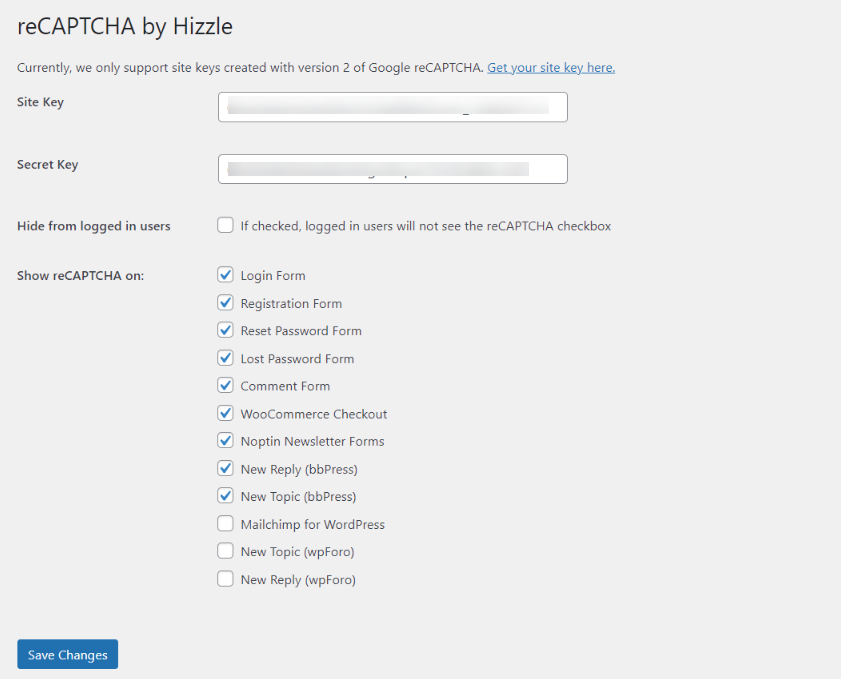 reCAPTCHA by Hizzle
Currently, we only support site keys created with version 2 of Google reCAPTCHA. Get your site key here.
Site Key
Secret Key
Hide from logged in users If checked, logged in users will not see the reCAPTCHA checkbox
Show reCAPTCHA on: Login Form
Registration Form
Reset Password Form
Lost Password Form
Comment Form
WooCommerce Checkout
Noptin Newsletter Forms
New Reply (bbPress)
New Topic (bbPress)
Mailchimp for WordPress
New Topic (wpForo)
New Reply (wpForo)
Save Changes